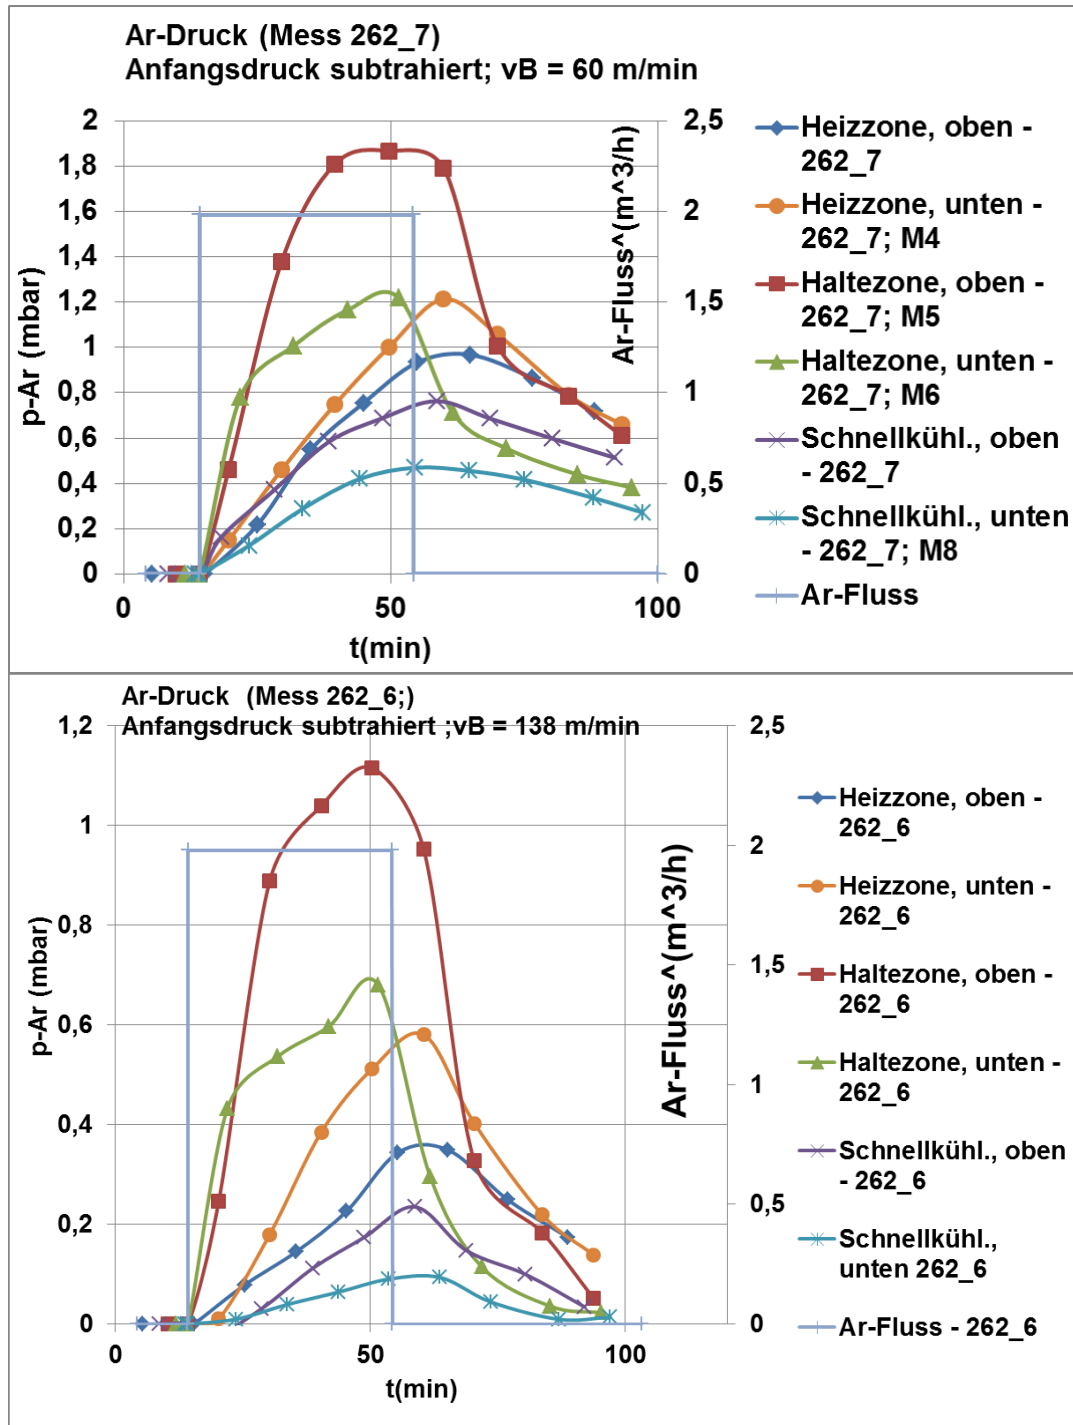 Ar-Druck (Mess 262_7)
Anfangsdruck subtrahiert; vB = 60 m/min
2
1,8
1,6
1,4
1,2
1
0,8
0,6
0,4
0,2
0
p-Ar (mbar)
0
50
100
t(min)
2,5
2
1,5
1
0,5
0
Ar-Fluss^(m^3/h)
Heizzone, oben -
262_7
Heizzone, unten -
262_7; M4
Haltezone, oben -
262_7; M5
Haltezone, unten -
262_7; M6
Schnellkühl., oben
- 262_7
Schnellkühl., unten
- 262_7; M8
Ar-Fluss
Ar-Druck (Mess 262_6;)
Anfangsdruck subtrahiert ;vB = 138 m/min
1,2
1
0,8
0,6
0,4
0,2
0
p-Ar (mbar)
0
50
100
t(min)
2,5
2
1,5
1
0,5
0
Ar-Fluss^(m^3/h)
Heizzone, oben -
262_6
Heizzone, unten -
262_6
Haltezone, oben -
262_6
Haltezone, unten -
262_6
Schnellkühl., oben
- 262_6
Schnellkühl.,
unten 262_6
Ar-Fluss - 262_6